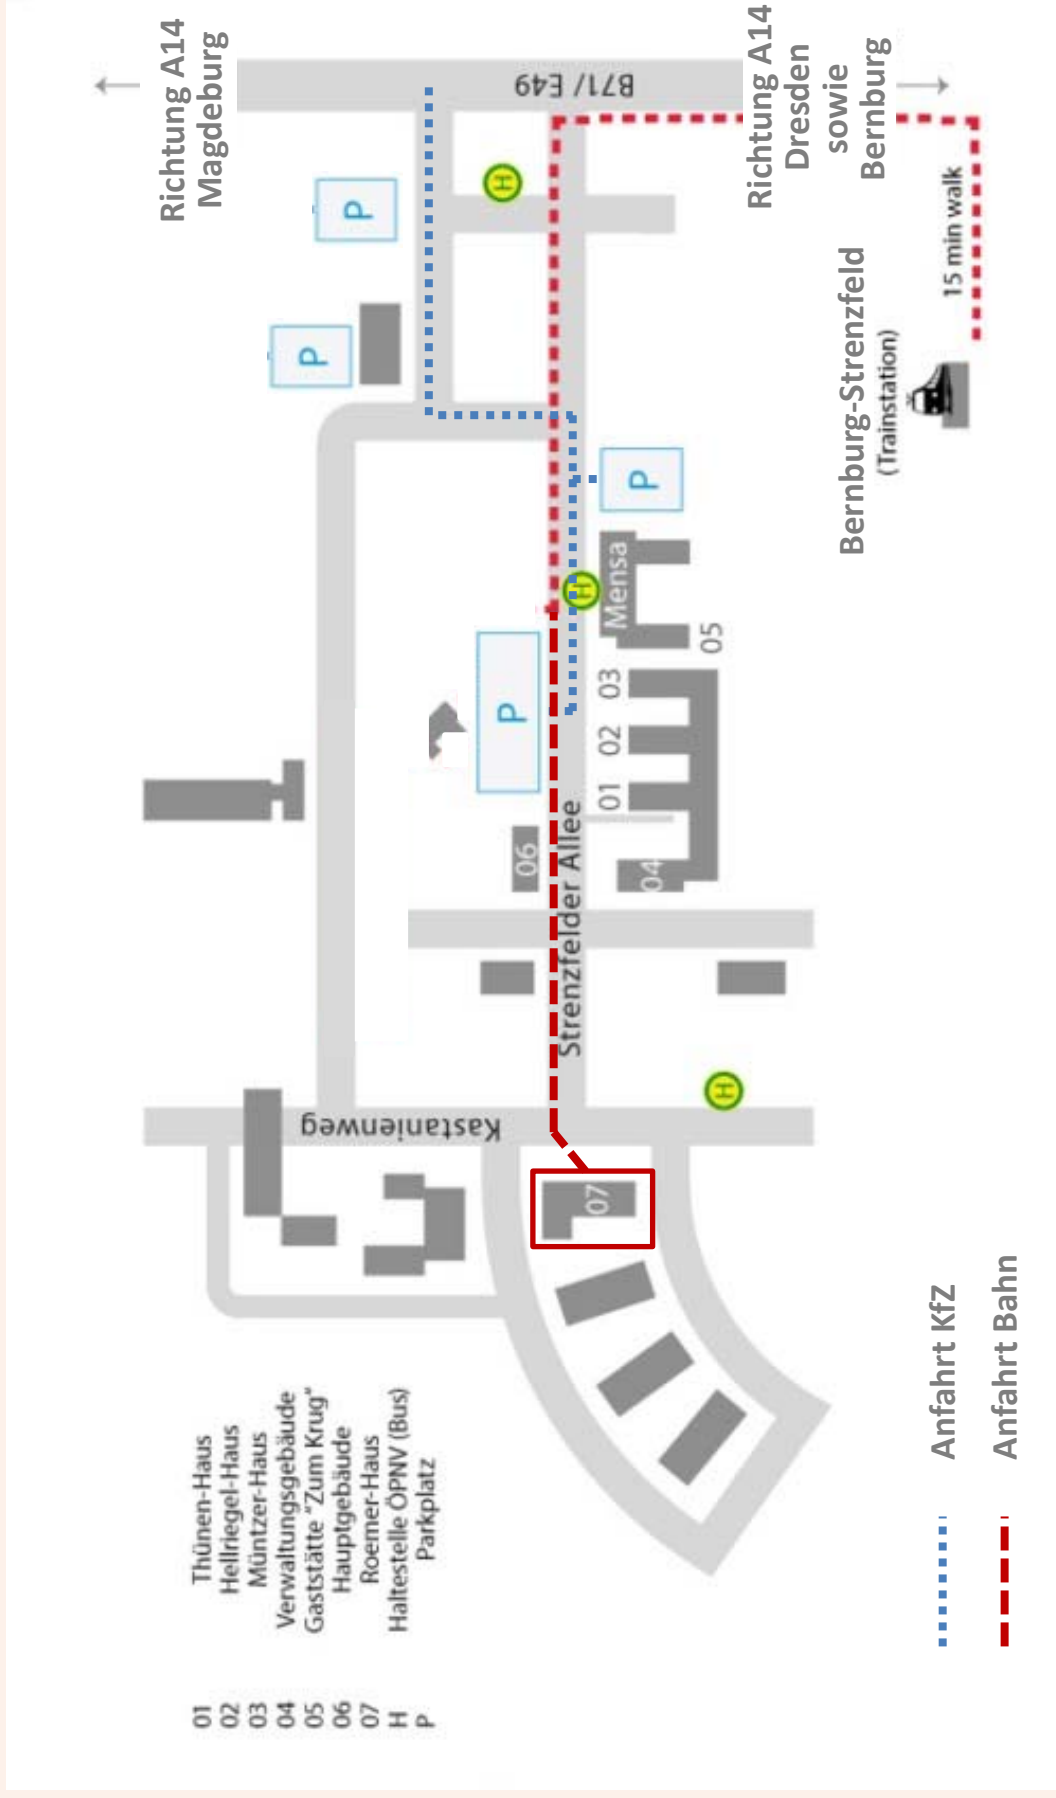 Richtung A14
Magdeburg
B71/ E49
Richtung A14
Dresden
sowie
Bernburg
P
P
H
15 min walk
Bernburg-Strenzfeld
(Trainstation)
P
H
Mensa
05
P
03
02
01
06
04
Strenzfelder Allee
H
Kastanienweg
07
01 Thünen-Haus
02 Hellriegel-Haus
03 Müntzer-Haus
04 Verwaltungsgebäude
05 Gaststätte "Zum Krug"
06 Hauptgebäude
07 Roemer-Haus
H Haltestelle ÖPNV (Bus)
P Parkplatz
Anfahrt KfZ
Anfahrt Bahn